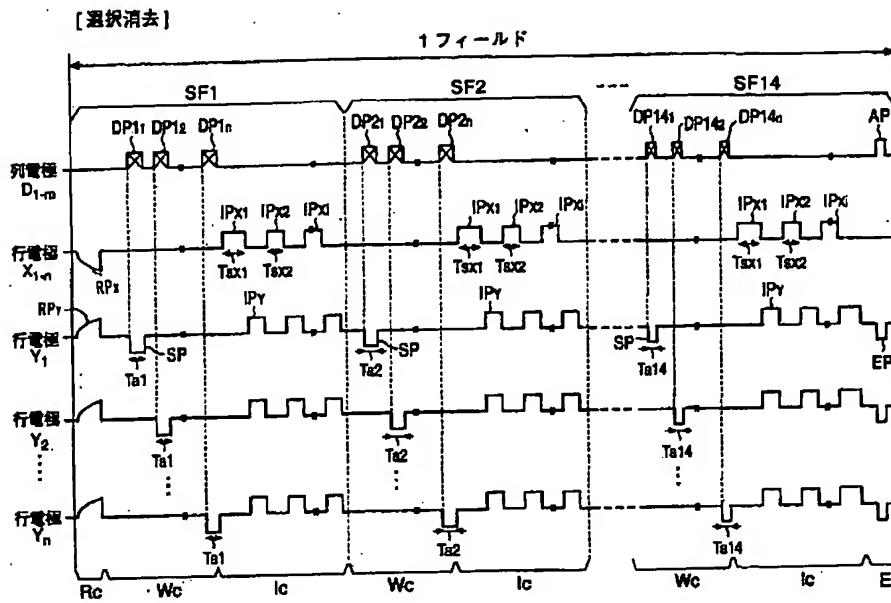 [選択消去]
1フィールド
SF1 SF2 ---- SF14
DP1₁ DP1₂ DP1n DP2₁ DP2₂ DP2n DP14₁ DP14₂ DP14n AP
列電極
D1-m
IPX1 IPX2 IPXi IPX1 IPX2 IPXi IPX1 IPX2 IPXi
行電極
X1-n
RPX TSX1 TSX2 TSX1 TSX2 TSX1 TSX2
RPY IPY IPY IPY
行電極
Y1
SP SP SP EP
Ta1 Ta2 Ta14
行電極
Y2
Ta1 Ta2 Ta14
行電極
Yn
Ta1 Ta2 Ta14
Rc Wc Ic Wc Ic Wc Ic E